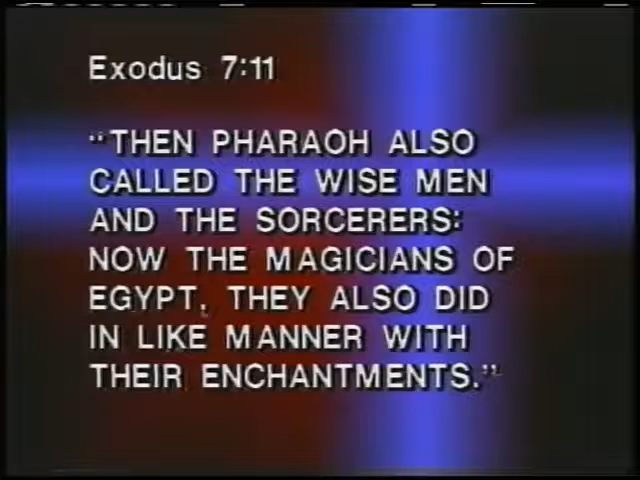 Exodus 7:11
"THEN PHARAOH ALSO
CALLED THE WISE MEN
AND THE SORCERERS:
NOW THE MAGICIANS OF
EGYPT, THEY ALSO DID
IN LIKE MANNER WITH
THEIR ENCHANTMENTS."